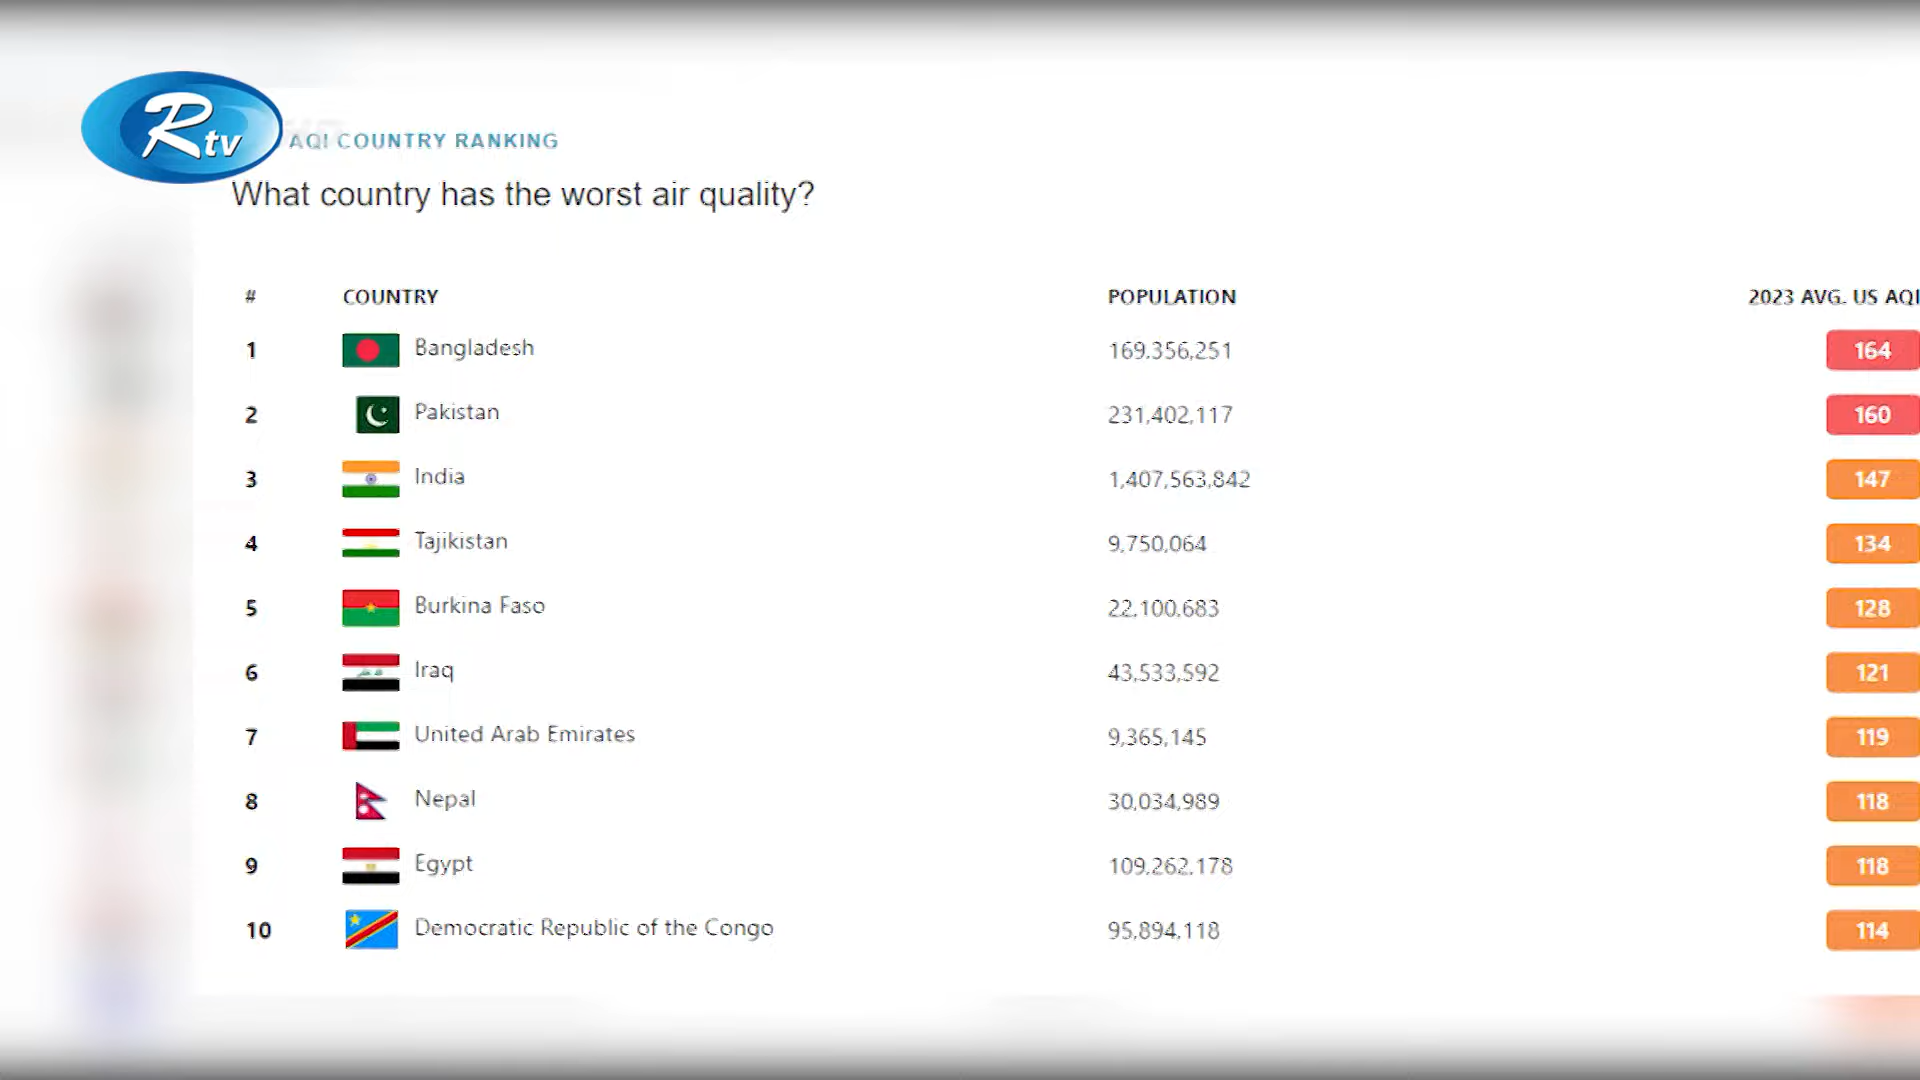 Rtv
AQI COUNTRY RANKING
What country has the worst air quality?
# COUNTRY POPULATION 2023 AVG. US AQI
1 Bangladesh 169,356,251 164
2 Pakistan 231,402,117 160
3 India 1,407,563,842 147
4 Tajikistan 9,750,064 134
5 Burkina Faso 22,100,683 128
6 Iraq 43,533,592 121
7 United Arab Emirates 9,365,145 119
8 Nepal 30,034,989 118
9 Egypt 109,262,178 118
10 Democratic Republic of the Congo 95,894,118 114